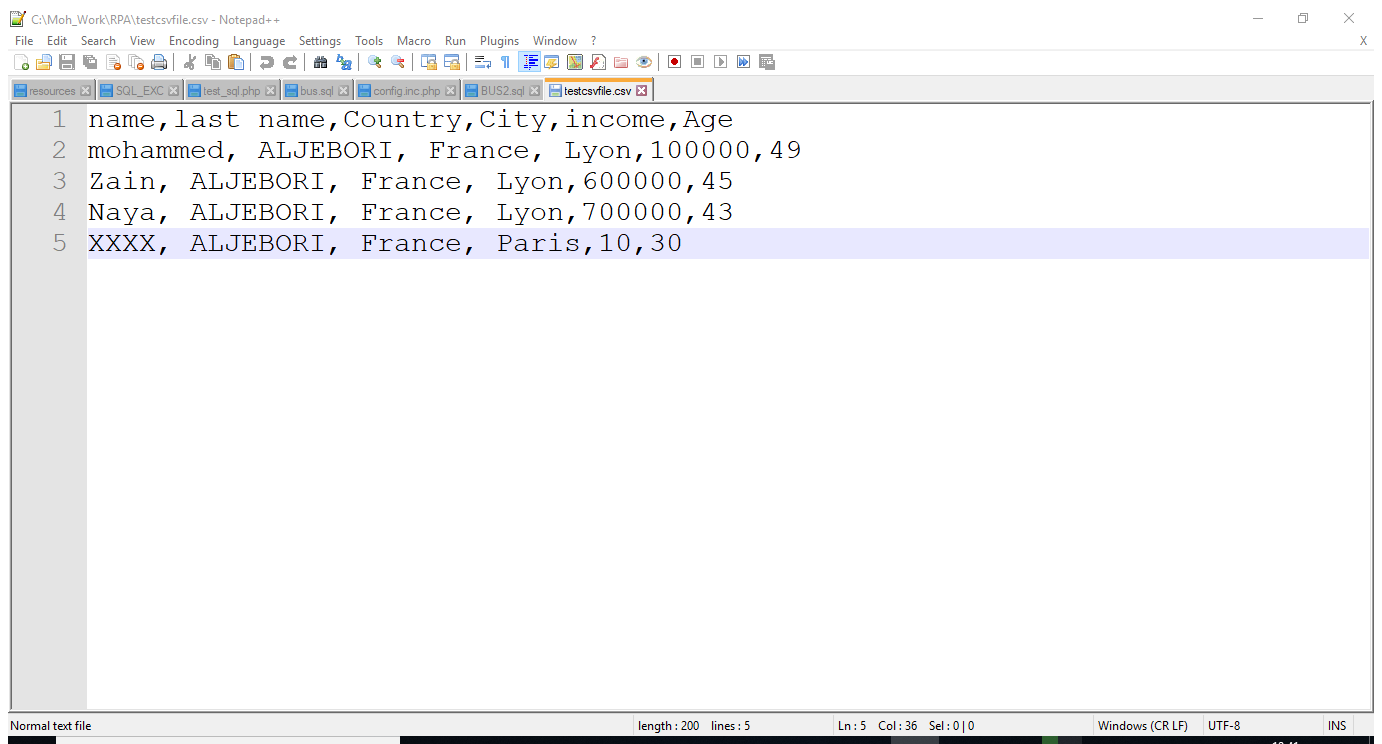 C:\Moh_Work\RPA\testcsvfile.csv - Notepad++
File Edit Search View Encoding Language Settings Tools Macro Run Plugins Window ? X
resources SQL_EXC test_sql.php bus.sql config.inc.php BUS2.sql testcsvfile.csv
1 name,last name,Country,City,income,Age
2 mohammed, ALJEBORI, France, Lyon,100000,49
3 Zain, ALJEBORI, France, Lyon,600000,45
4 Naya, ALJEBORI, France, Lyon,700000,43
5 XXXX, ALJEBORI, France, Paris,10,30
Normal text file length : 200 lines : 5 Ln : 5 Col : 36 Sel : 0 | 0 Windows (CR LF) UTF-8 INS